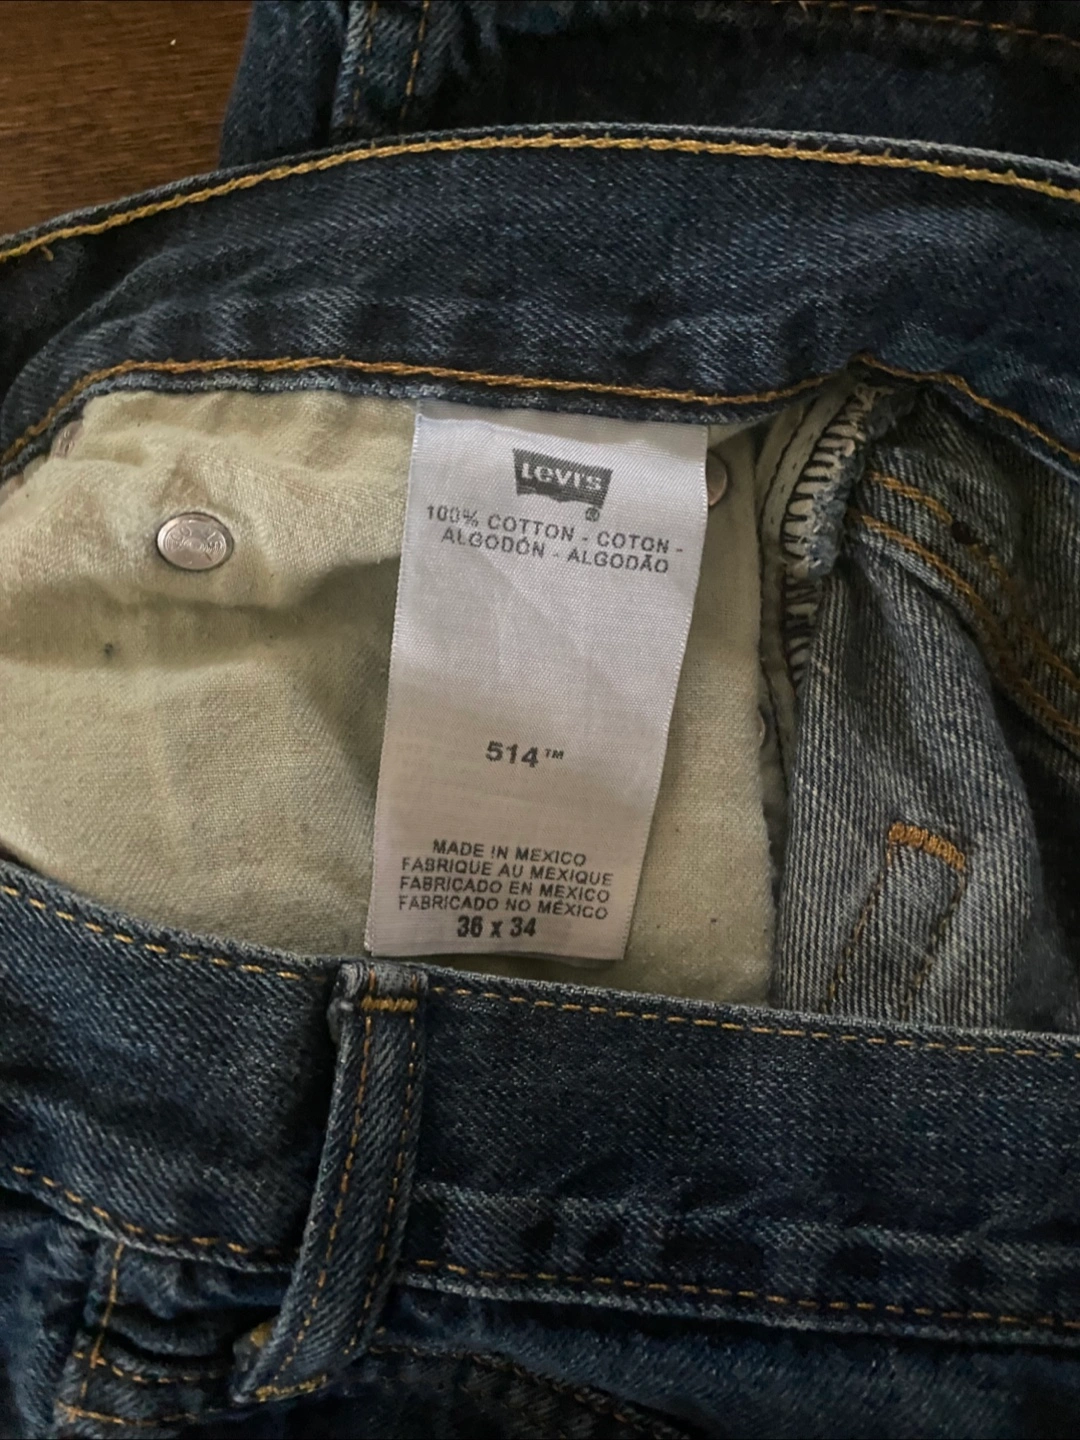 Levi's
®
100% COTTON - COTON -
ALGODÓN - ALGODÃO
514™
MADE IN MEXICO
FABRIQUE AU MEXIQUE
FABRICADO EN MEXICO
FABRICADO NO MÉXICO
36 x 34